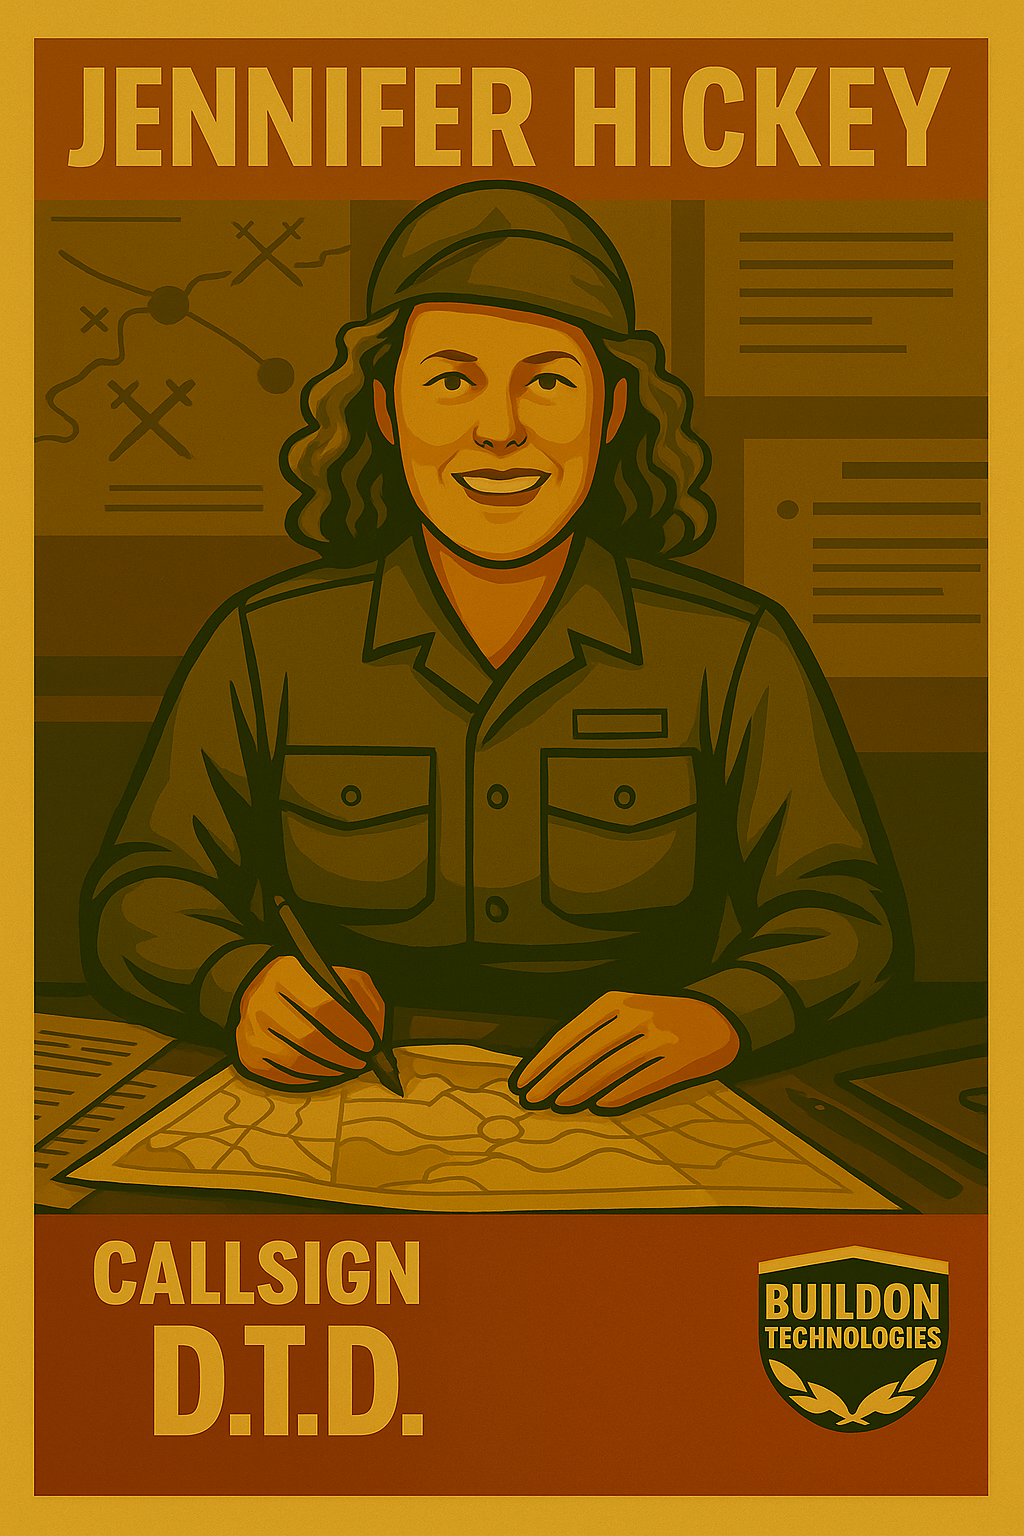 JENNIFER HICKEY
CALLSIGN
D.T.D.
BUILDON
TECHNOLOGIES